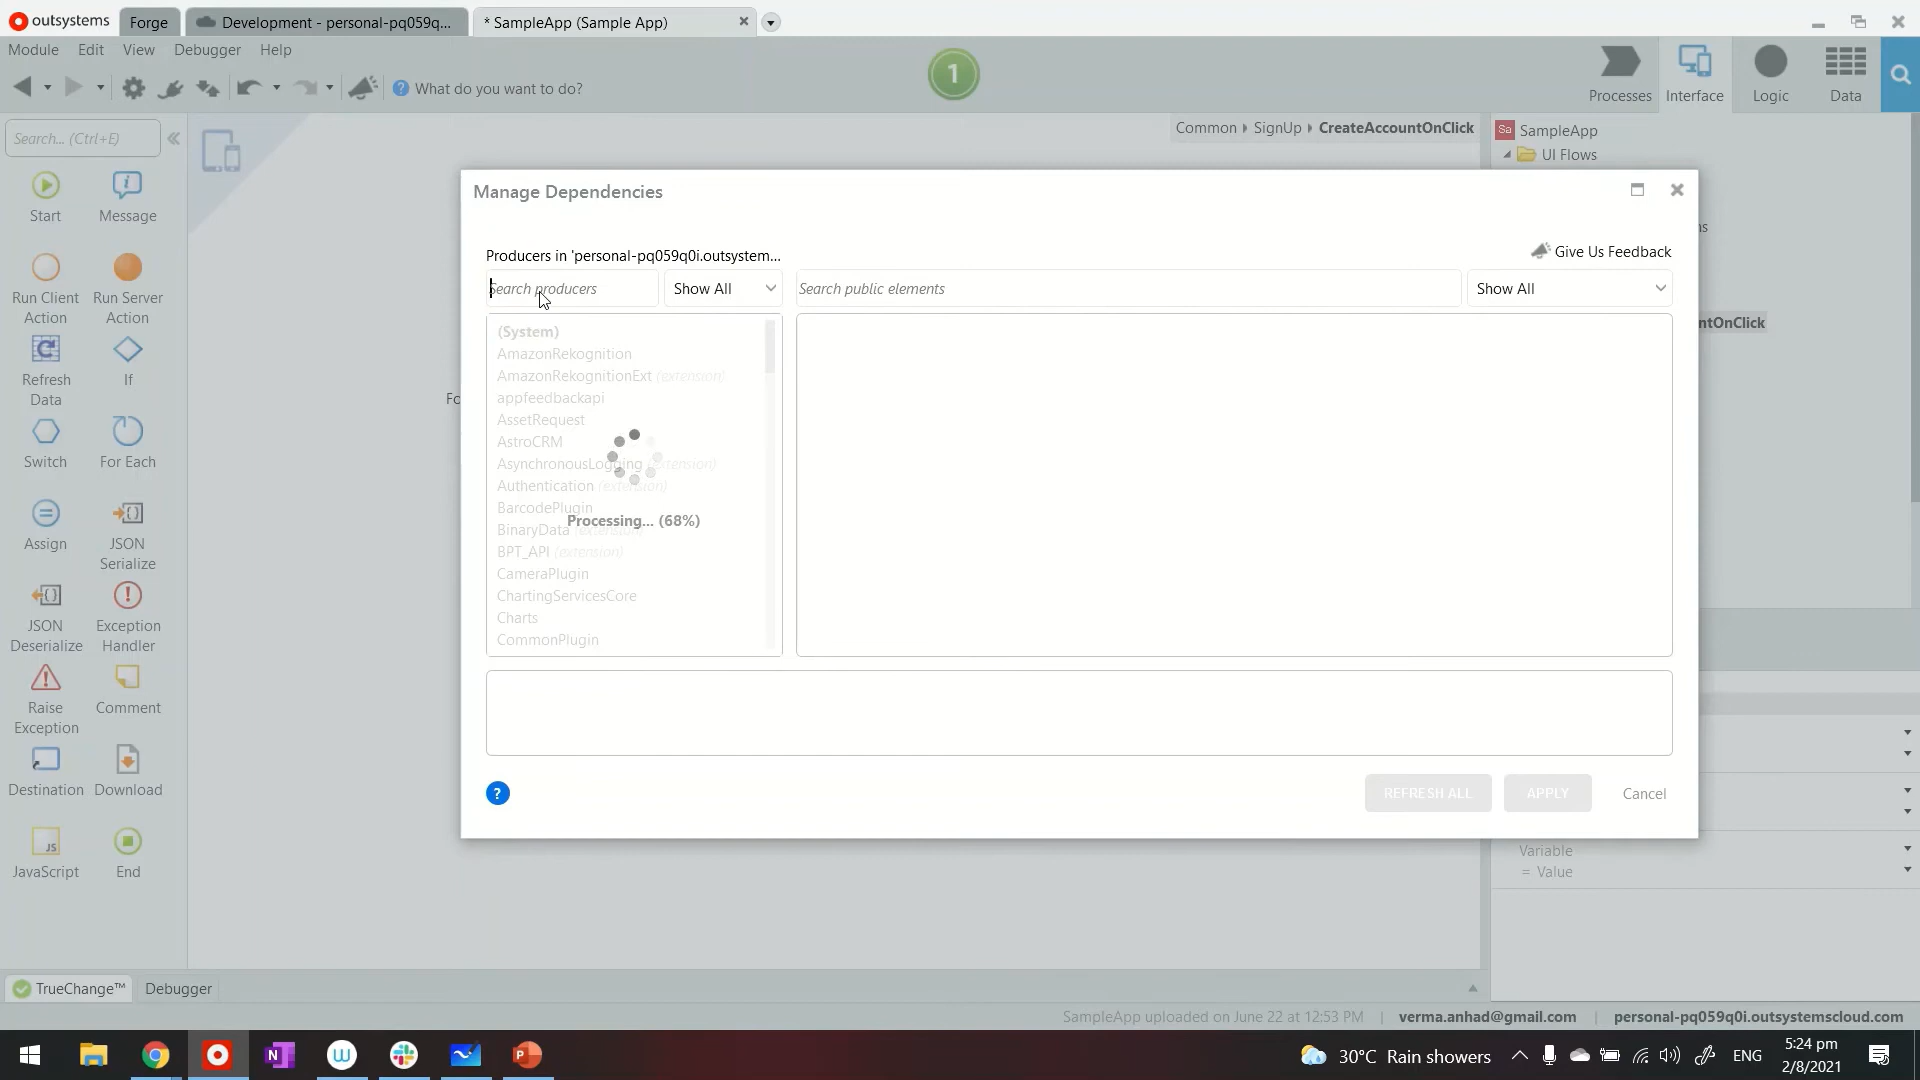 outsystems
Forge
Development - personal-pq059q...
* SampleApp (Sample App)
Module
Edit
View
Debugger
Help
What do you want to do?
1
Processes
Interface
Logic
Data
Search... (Ctrl+E)
Common
SignUp
CreateAccountOnClick
Sa SampleApp
UI Flows
Start
Message
Run Client Action
Run Server Action
Refresh Data
If
Switch
For Each
Assign
JSON Serialize
JSON Deserialize
Exception Handler
Raise Exception
Comment
Destination
Download
JS
JavaScript
End
Fo
ns
ntOnClick
Manage Dependencies
Producers in 'personal-pq059q0i.outsystem...
Give Us Feedback
Search producers
Show All
Search public elements
Show All
(System)
AmazonRekognition
AmazonRekognitionExt (extension)
appfeedbackapi
AssetRequest
AstroCRM
AsynchronousLogging (extension)
Authentication (extension)
BarcodePlugin
Processing... (68%)
BinaryData (extension)
BPT_API (extension)
CameraPlugin
ChartingServicesCore
Charts
CommonPlugin
?
REFRESH ALL
APPLY
Cancel
Variable
= Value
TrueChange™
Debugger
SampleApp uploaded on June 22 at 12:53 PM | verma.anhad@gmail.com | personal-pq059q0i.outsystemscloud.com
30°C Rain showers
ENG
5:24 pm
2/8/2021